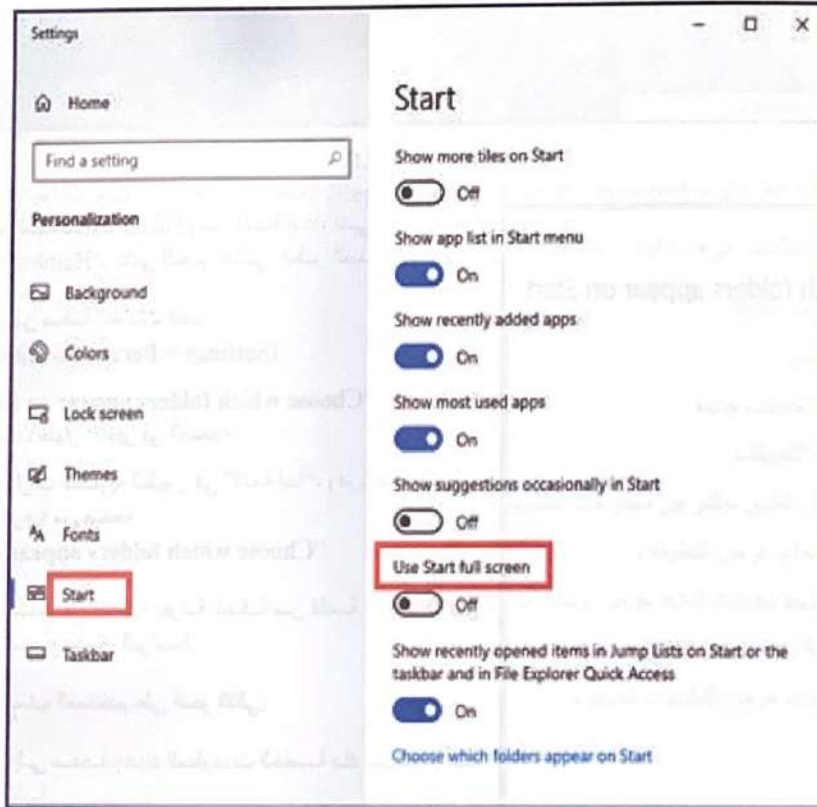 Settings
Home
Find a setting
Personalization
Background
Colors
Lock screen
Themes
Fonts
Start
Taskbar
Start
Show more tiles on Start
Off
Show app list in Start menu
On
Show recently added apps
On
Show most used apps
On
Show suggestions occasionally in Start
Off
Use Start full screen
Off
Show recently opened items in Jump Lists on Start or the
taskbar and in File Explorer Quick Access
On
Choose which folders appear on Start